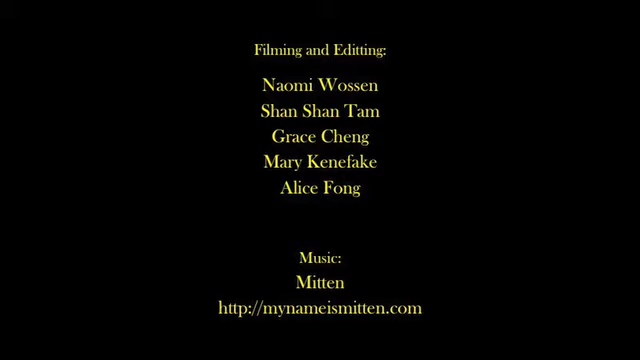 Filming and Editting:
Naomi Wossen
Shan Shan Tam
Grace Cheng
Mary Kenefake
Alice Fong
Music:
Mitten
http://mynameismitten.com